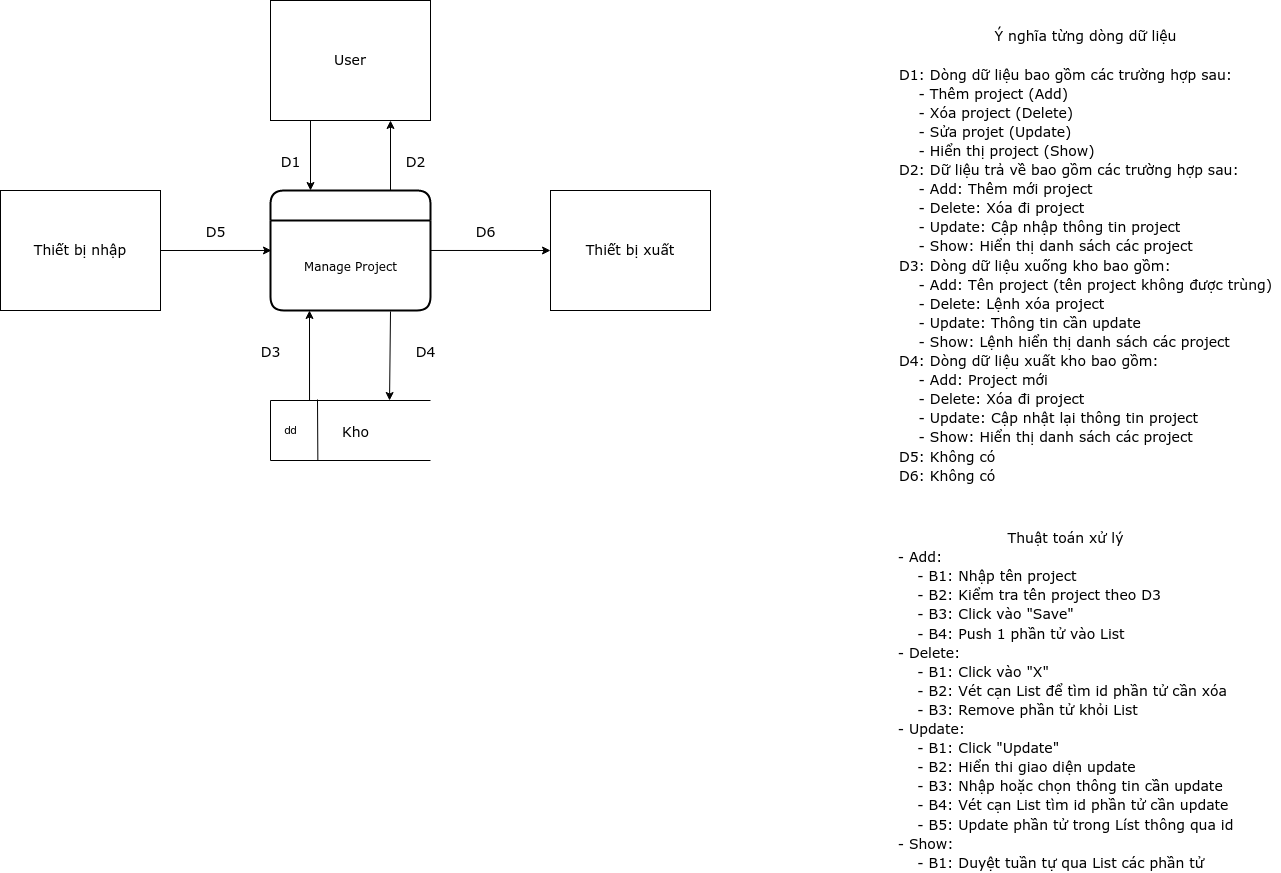 User
D1
D2
Thiết bị nhập
D5
Manage Project
D6
Thiết bị xuất
D3
D4
dd
Kho
Ý nghĩa từng dòng dữ liệu
D1: Dòng dữ liệu bao gồm các trường hợp sau:
- Thêm project (Add)
- Xóa project (Delete)
- Sửa projet (Update)
- Hiển thị project (Show)
D2: Dữ liệu trả về bao gồm các trường hợp sau:
- Add: Thêm mới project
- Delete: Xóa đi project
- Update: Cập nhập thông tin project
- Show: Hiển thị danh sách các project
D3: Dòng dữ liệu xuống kho bao gồm:
- Add: Tên project (tên project không được trùng)
- Delete: Lệnh xóa project
- Update: Thông tin cần update
- Show: Lệnh hiển thị danh sách các project
D4: Dòng dữ liệu xuất kho bao gồm:
- Add: Project mới
- Delete: Xóa đi project
- Update: Cập nhật lại thông tin project
- Show: Hiển thị danh sách các project
D5: Không có
D6: Không có
Thuật toán xử lý
- Add:
- B1: Nhập tên project
- B2: Kiểm tra tên project theo D3
- B3: Click vào "Save"
- B4: Push 1 phần tử vào List
- Delete:
- B1: Click vào "X"
- B2: Vét cạn List để tìm id phần tử cần xóa
- B3: Remove phần tử khỏi List
- Update:
- B1: Click "Update"
- B2: Hiển thi giao diện update
- B3: Nhập hoặc chọn thông tin cần update
- B4: Vét cạn List tìm id phần tử cần update
- B5: Update phần tử trong Líst thông qua id
- Show:
- B1: Duyệt tuần tự qua List các phần tử